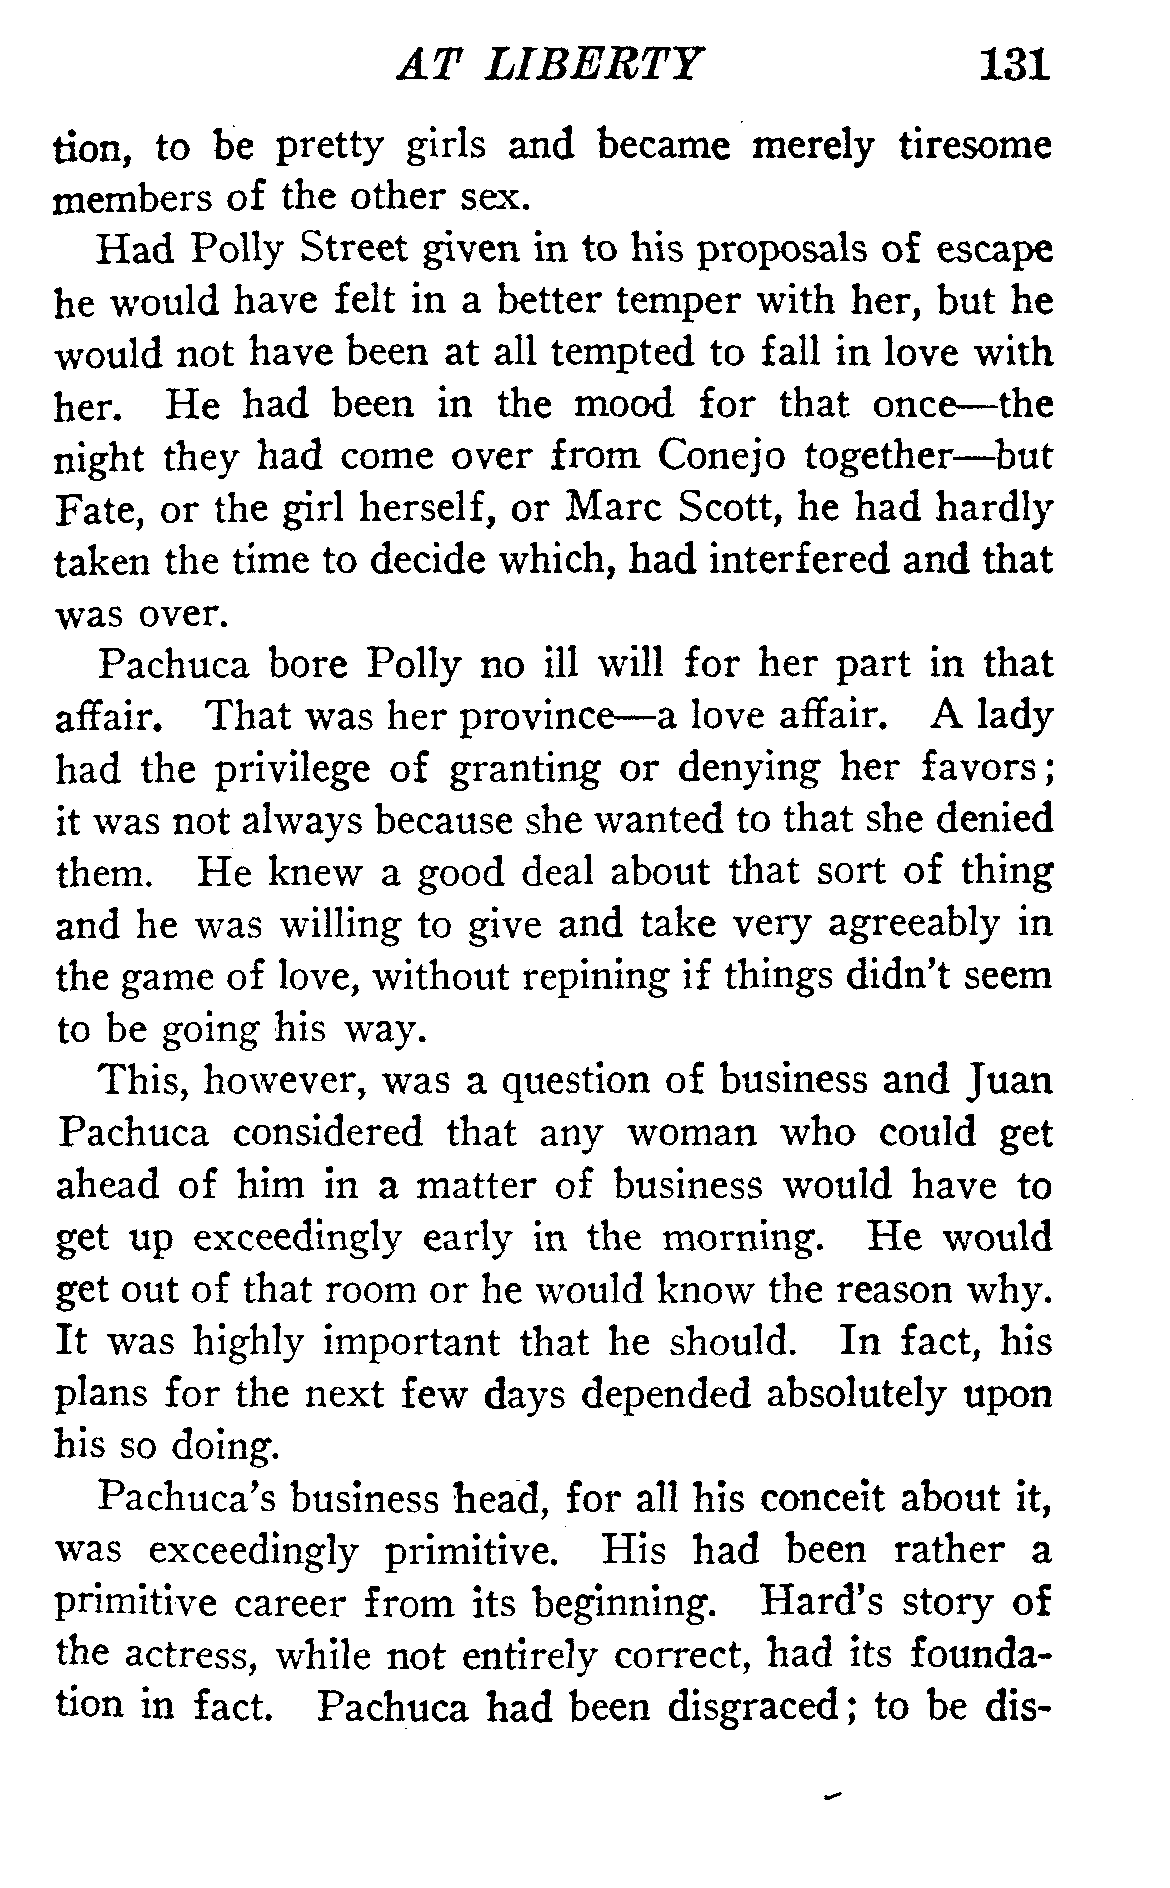 AT LIBERTY 131
tion, to be pretty girls and became merely tiresome
members of the other sex.
Had Polly Street given in to his proposals of escape
he would have felt in a better temper with her, but he
would not have been at all tempted to fall in love with
her. He had been in the mood for that once—the
night they had come over from Conejo together—but
Fate, or the girl herself, or Marc Scott, he had hardly
taken the time to decide which, had interfered and that
was over.
Pachuca bore Polly no ill will for her part in that
affair. That was her province—a love affair. A lady
had the privilege of granting or denying her favors;
it was not always because she wanted to that she denied
them. He knew a good deal about that sort of thing
and he was willing to give and take very agreeably in
the game of love, without repining if things didn't seem
to be going his way.
This, however, was a question of business and Juan
Pachuca considered that any woman who could get
ahead of him in a matter of business would have to
get up exceedingly early in the morning. He would
get out of that room or he would know the reason why.
It was highly important that he should. In fact, his
plans for the next few days depended absolutely upon
his so doing.
Pachuca's business head, for all his conceit about it,
was exceedingly primitive. His had been rather a
primitive career from its beginning. Hard's story of
the actress, while not entirely correct, had its founda-
tion in fact. Pachuca had been disgraced; to be dis-